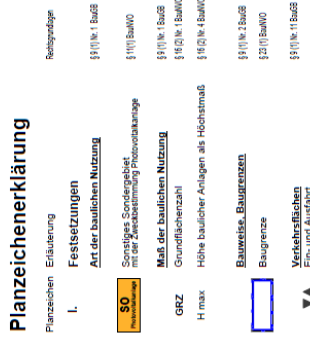 Planzeichenerklärung
Planzeichen Erläuterung Rechtsgrundlagen
I. Festsetzungen
Art der baulichen Nutzung § 9 (1) Nr. 1 BauGB
SO
Photovoltaikanlage
Sonstiges Sondergebiet § 11(1) BauNVO
mit der Zweckbestimmung Photovoltaikanlage
Maß der baulichen Nutzung § 9 (1) Nr. 1 BauGB
GRZ Grundflächenzahl § 16 (2) Nr. 1 BauNVO
H max Höhe baulicher Anlagen als Höchstmaß § 16 (2) Nr. 4 BauNVO
Bauweise, Baugrenzen § 9 (1) Nr. 2 BauGB
Baugrenze § 23 (1) BauNVO
Verkehrsflächen § 9 (1) Nr. 11 BauGB
Ein- und Ausfahrt